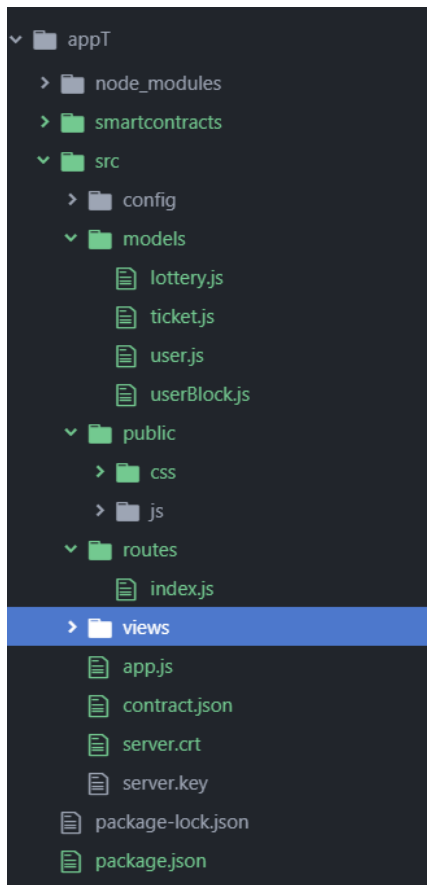 appT
node_modules
smartcontracts
src
config
models
lottery.js
ticket.js
user.js
userBlock.js
public
css
js
routes
index.js
views
app.js
contract.json
server.crt
server.key
package-lock.json
package.json